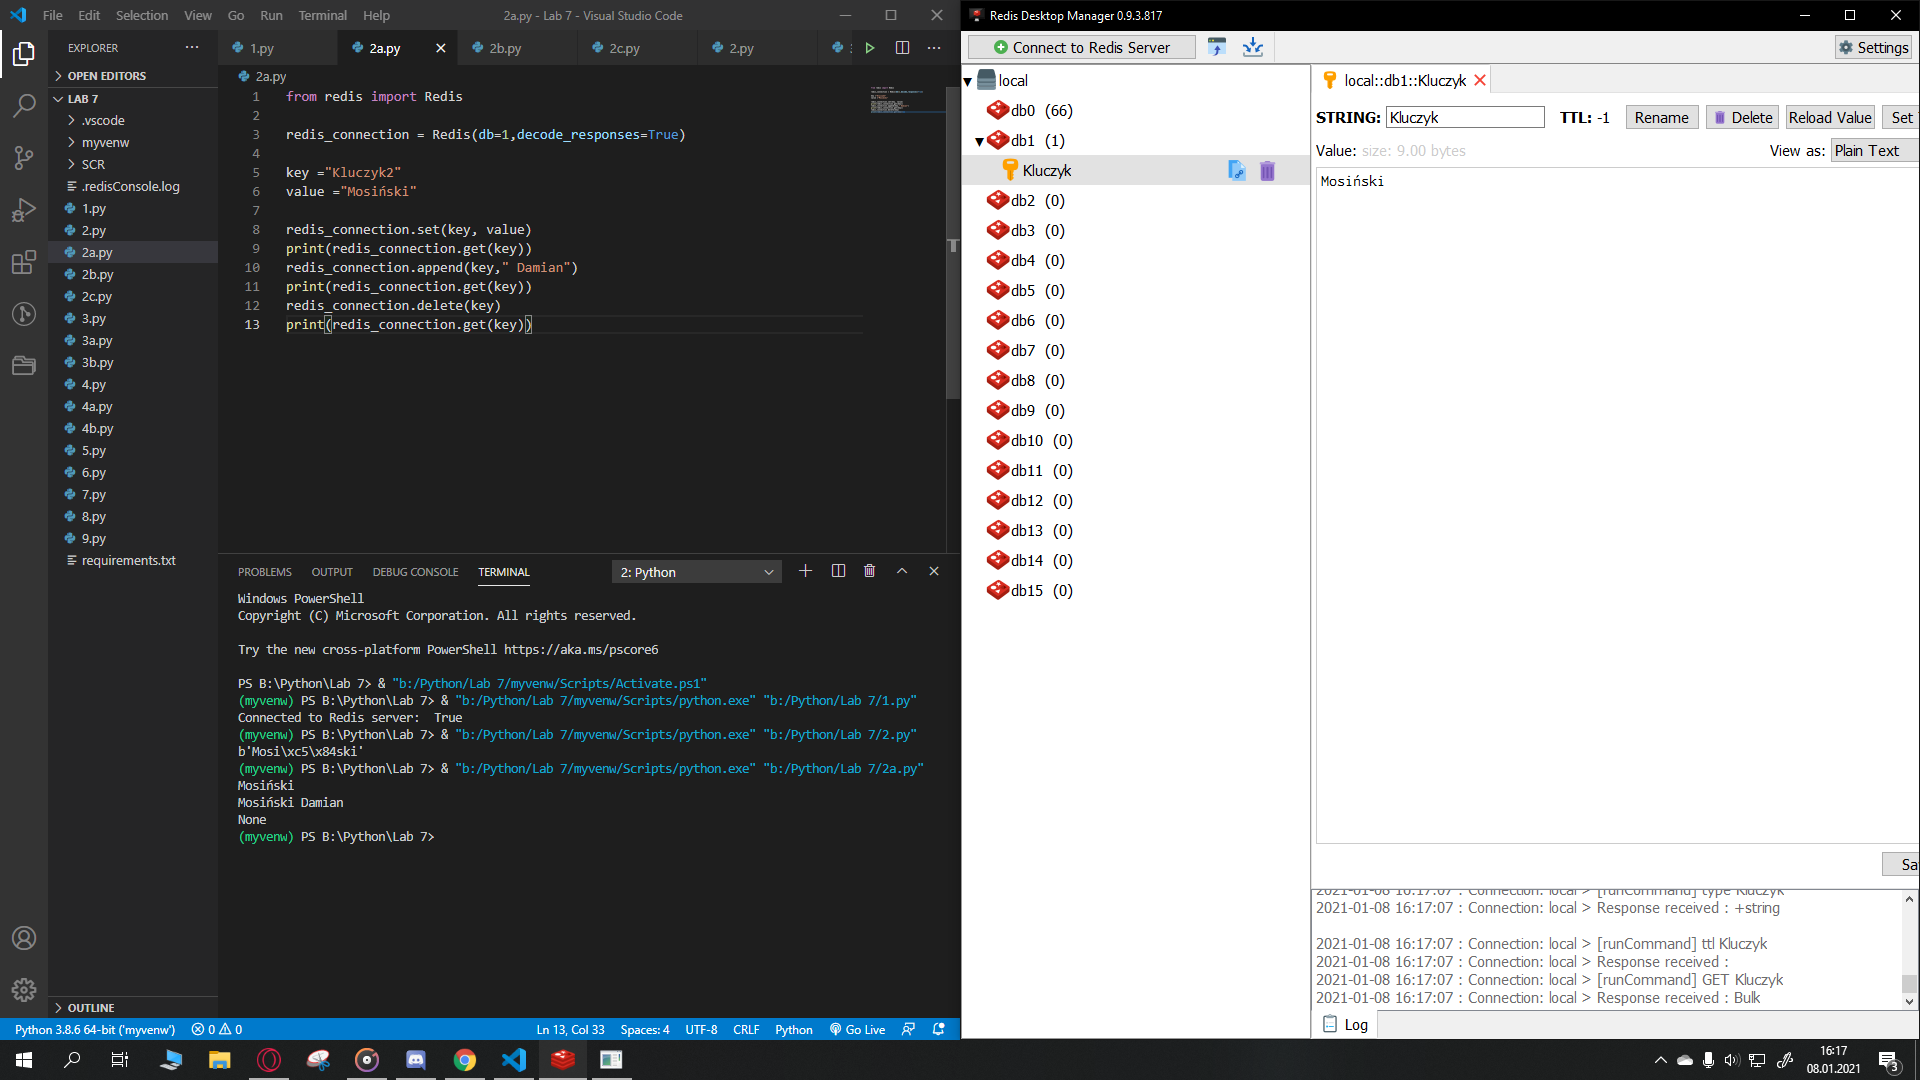 File Edit Selection View Go Run Terminal Help
2a.py - Lab 7 - Visual Studio Code
EXPLORER
OPEN EDITORS
LAB 7
.vscode
myvenw
SCR
.redisConsole.log
1.py
2.py
2a.py
2b.py
2c.py
3.py
3a.py
3b.py
4.py
4a.py
4b.py
5.py
6.py
7.py
8.py
9.py
requirements.txt
OUTLINE
1.py 2a.py 2b.py 2c.py 2.py
2a.py
1 from redis import Redis
2
3 redis_connection = Redis(db=1,decode_responses=True)
4
5 key ="Kluczyk2"
6 value ="Mosiński"
7
8 redis_connection.set(key, value)
9 print(redis_connection.get(key))
10 redis_connection.append(key," Damian")
11 print(redis_connection.get(key))
12 redis_connection.delete(key)
13 print(redis_connection.get(key))
PROBLEMS OUTPUT DEBUG CONSOLE TERMINAL
2: Python
Windows PowerShell
Copyright (C) Microsoft Corporation. All rights reserved.
Try the new cross-platform PowerShell https://aka.ms/pscore6
PS B:\Python\Lab 7> & "b:/Python/Lab 7/myvenw/Scripts/Activate.ps1"
(myvenw) PS B:\Python\Lab 7> & "b:/Python/Lab 7/myvenw/Scripts/python.exe" "b:/Python/Lab 7/1.py"
Connected to Redis server:  True
(myvenw) PS B:\Python\Lab 7> & "b:/Python/Lab 7/myvenw/Scripts/python.exe" "b:/Python/Lab 7/2.py"
b'Mosi\xc5\x84ski'
(myvenw) PS B:\Python\Lab 7> & "b:/Python/Lab 7/myvenw/Scripts/python.exe" "b:/Python/Lab 7/2a.py"
Mosiński
Mosiński Damian
None
(myvenw) PS B:\Python\Lab 7>
Python 3.8.6 64-bit ('myvenw') 0 0
Ln 13, Col 33 Spaces: 4 UTF-8 CRLF Python Go Live
Redis Desktop Manager 0.9.3.817
Connect to Redis Server
Settings
local
db0 (66)
db1 (1)
Kluczyk
db2 (0)
db3 (0)
db4 (0)
db5 (0)
db6 (0)
db7 (0)
db8 (0)
db9 (0)
db10 (0)
db11 (0)
db12 (0)
db13 (0)
db14 (0)
db15 (0)
local::db1::Kluczyk
STRING: Kluczyk TTL: -1 Rename Delete Reload Value Set
Value: size: 9.00 bytes View as: Plain Text
Mosiński
Sa
2021-01-08 16:17:07 : Connection: local > [runCommand] type Kluczyk
2021-01-08 16:17:07 : Connection: local > Response received : +string
2021-01-08 16:17:07 : Connection: local > [runCommand] ttl Kluczyk
2021-01-08 16:17:07 : Connection: local > Response received :
2021-01-08 16:17:07 : Connection: local > [runCommand] GET Kluczyk
2021-01-08 16:17:07 : Connection: local > Response received : Bulk
Log
16:17
08.01.2021
3